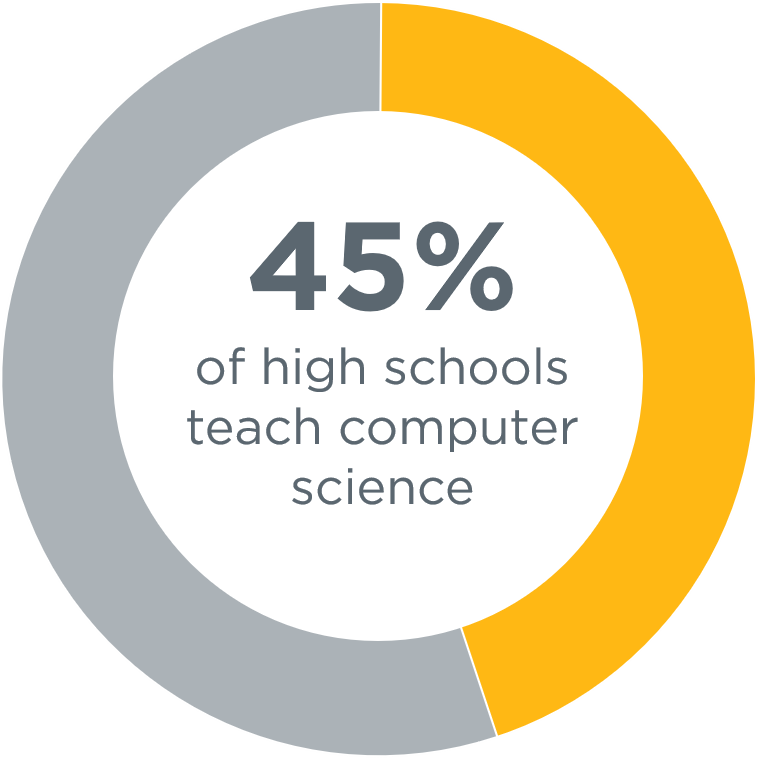 45%
of high schools
teach computer
science